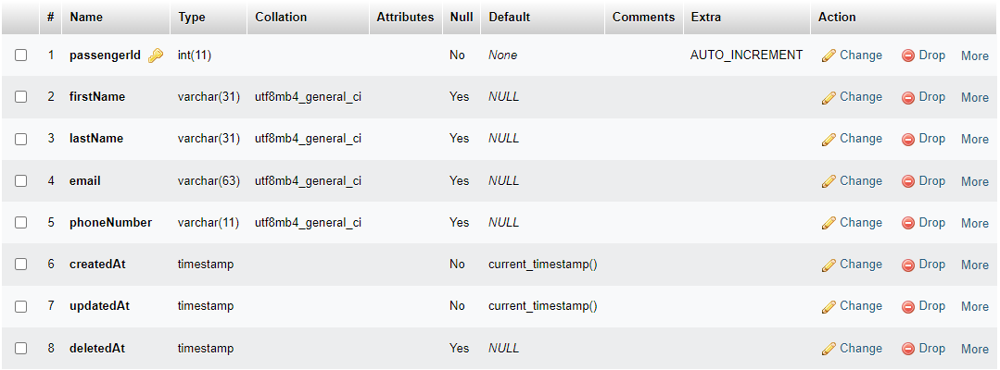 # Name Type Collation Attributes Null Default Comments Extra Action
1 passengerId int(11) No None AUTO_INCREMENT Change Drop More
2 firstName varchar(31) utf8mb4_general_ci Yes NULL Change Drop More
3 lastName varchar(31) utf8mb4_general_ci Yes NULL Change Drop More
4 email varchar(63) utf8mb4_general_ci Yes NULL Change Drop More
5 phoneNumber varchar(11) utf8mb4_general_ci Yes NULL Change Drop More
6 createdAt timestamp No current_timestamp() Change Drop More
7 updatedAt timestamp No current_timestamp() Change Drop More
8 deletedAt timestamp Yes NULL Change Drop More